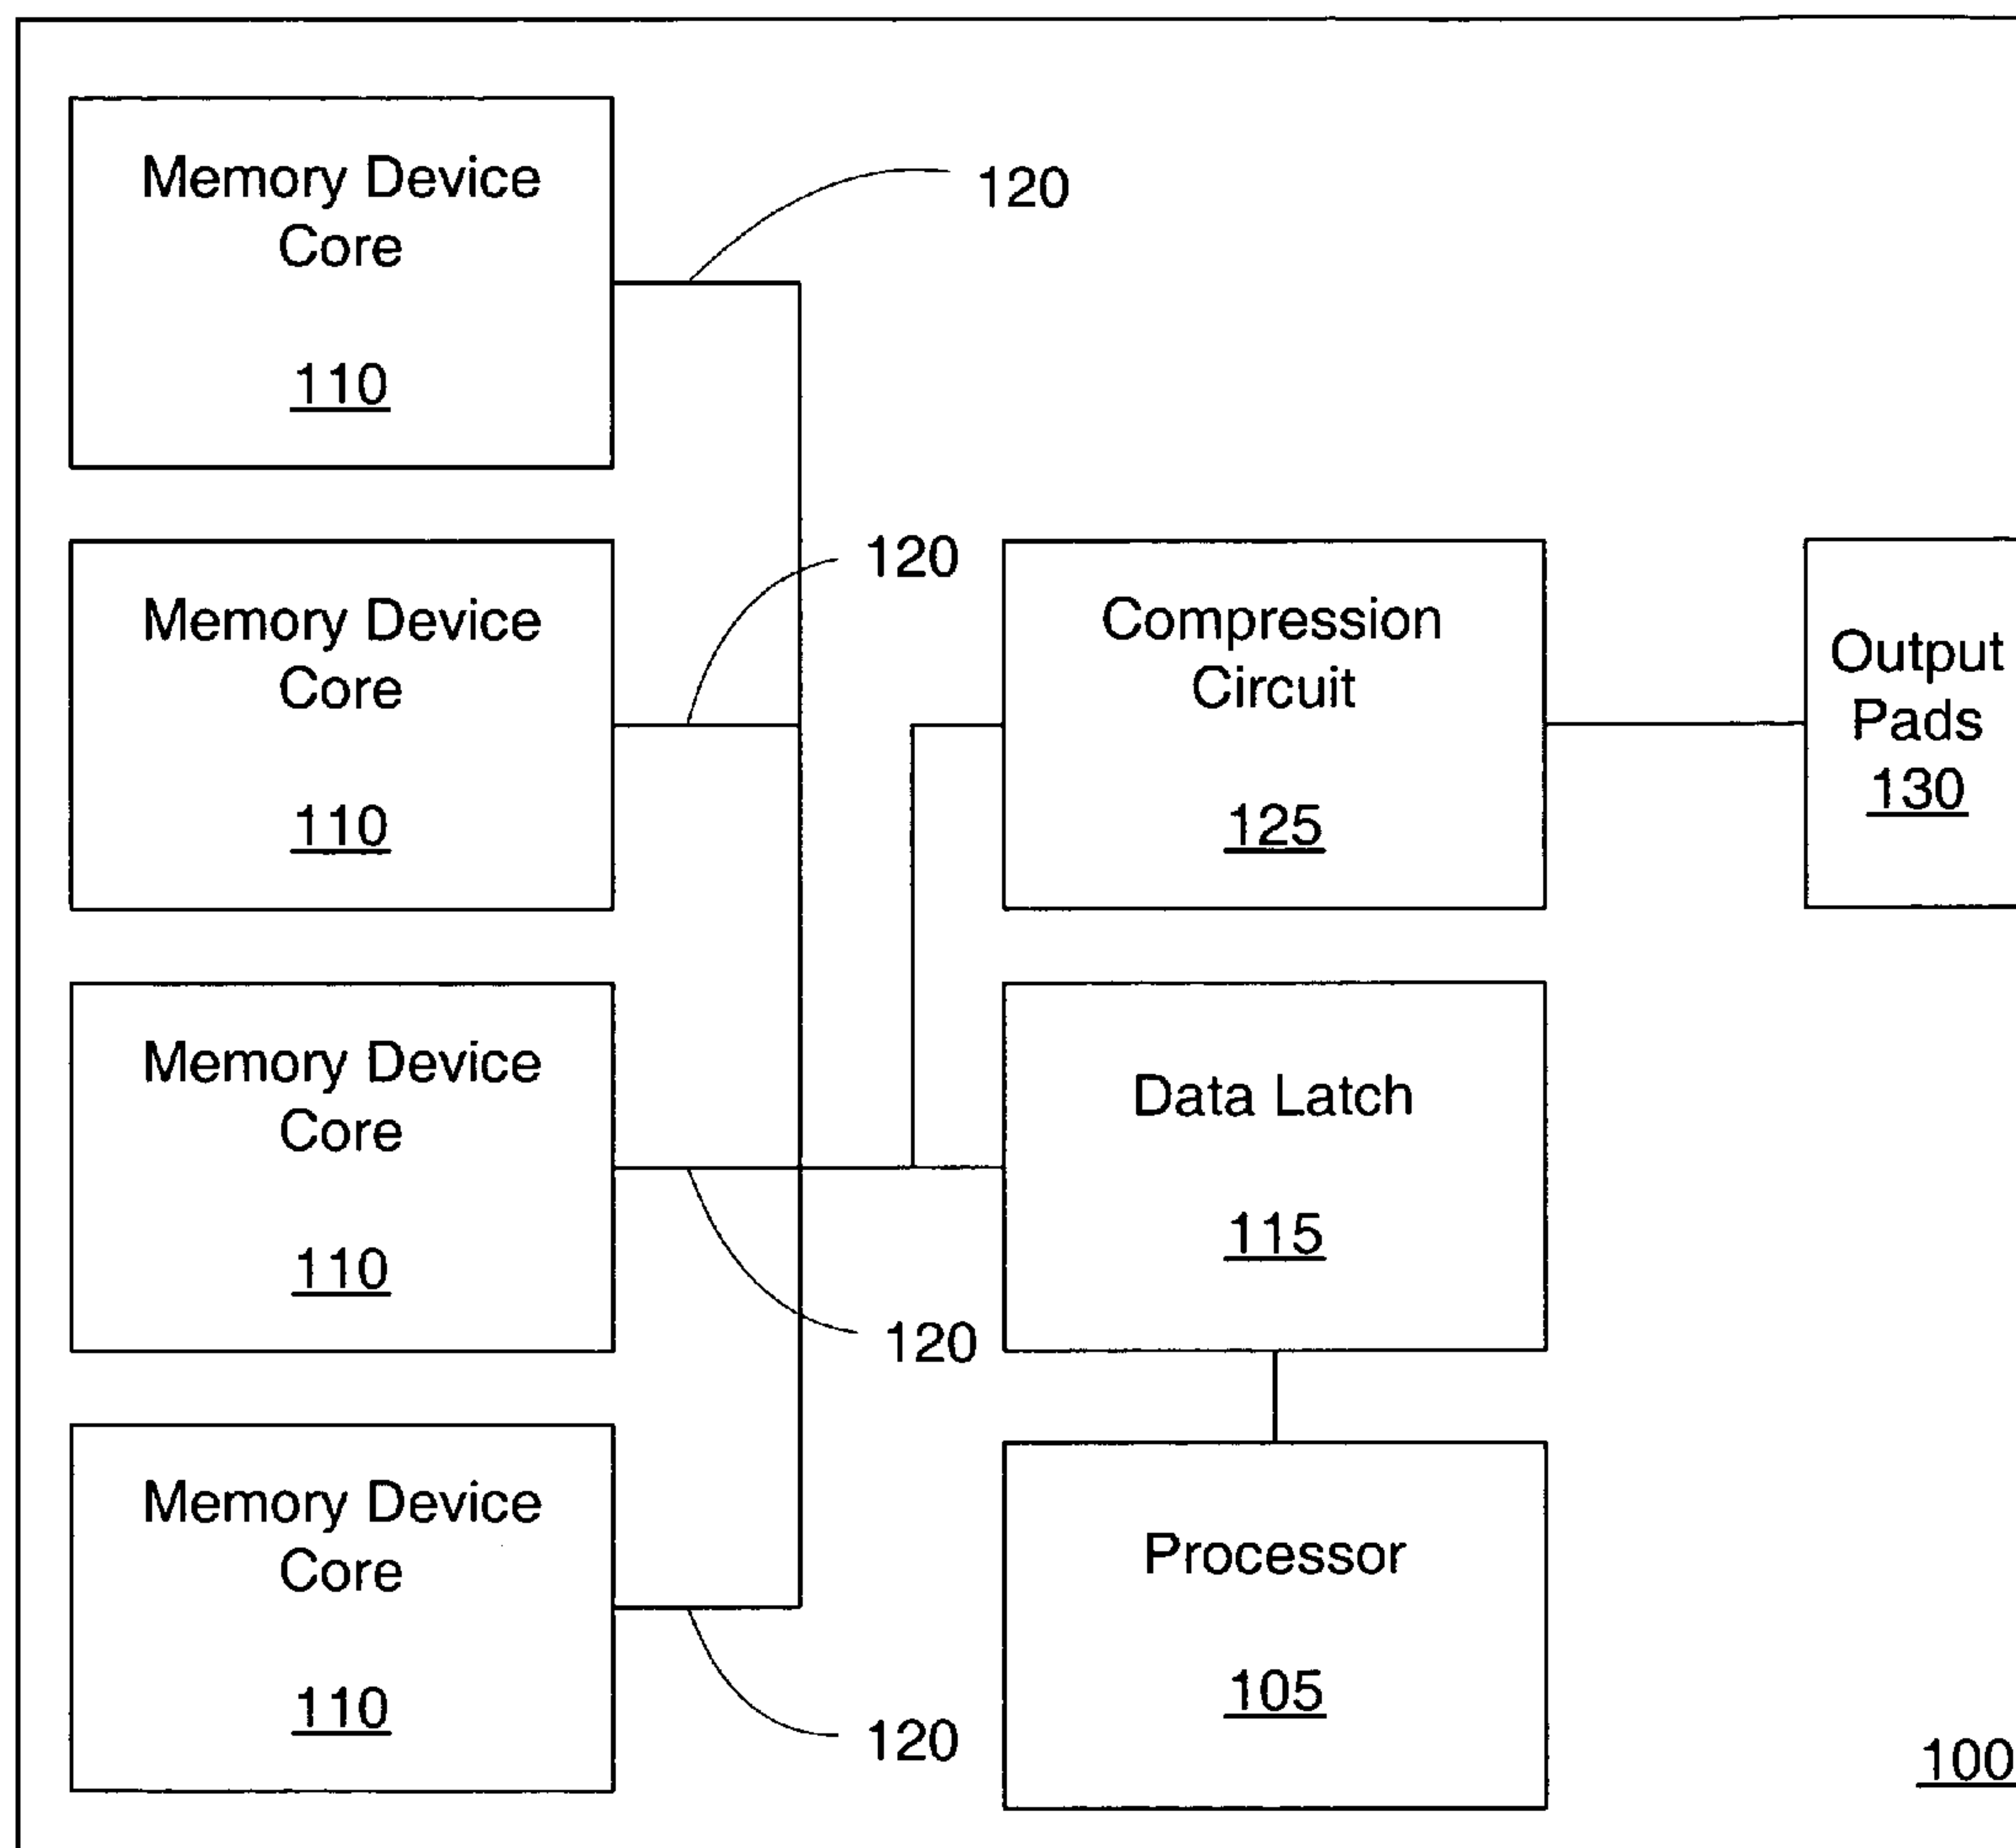 Memory Device
Core
110
120
Memory Device
Core
110
120
Compression
Circuit
125
Output
Pads
130
Memory Device
Core
110
120
Data Latch
115
Memory Device
Core
110
120
Processor
105
100